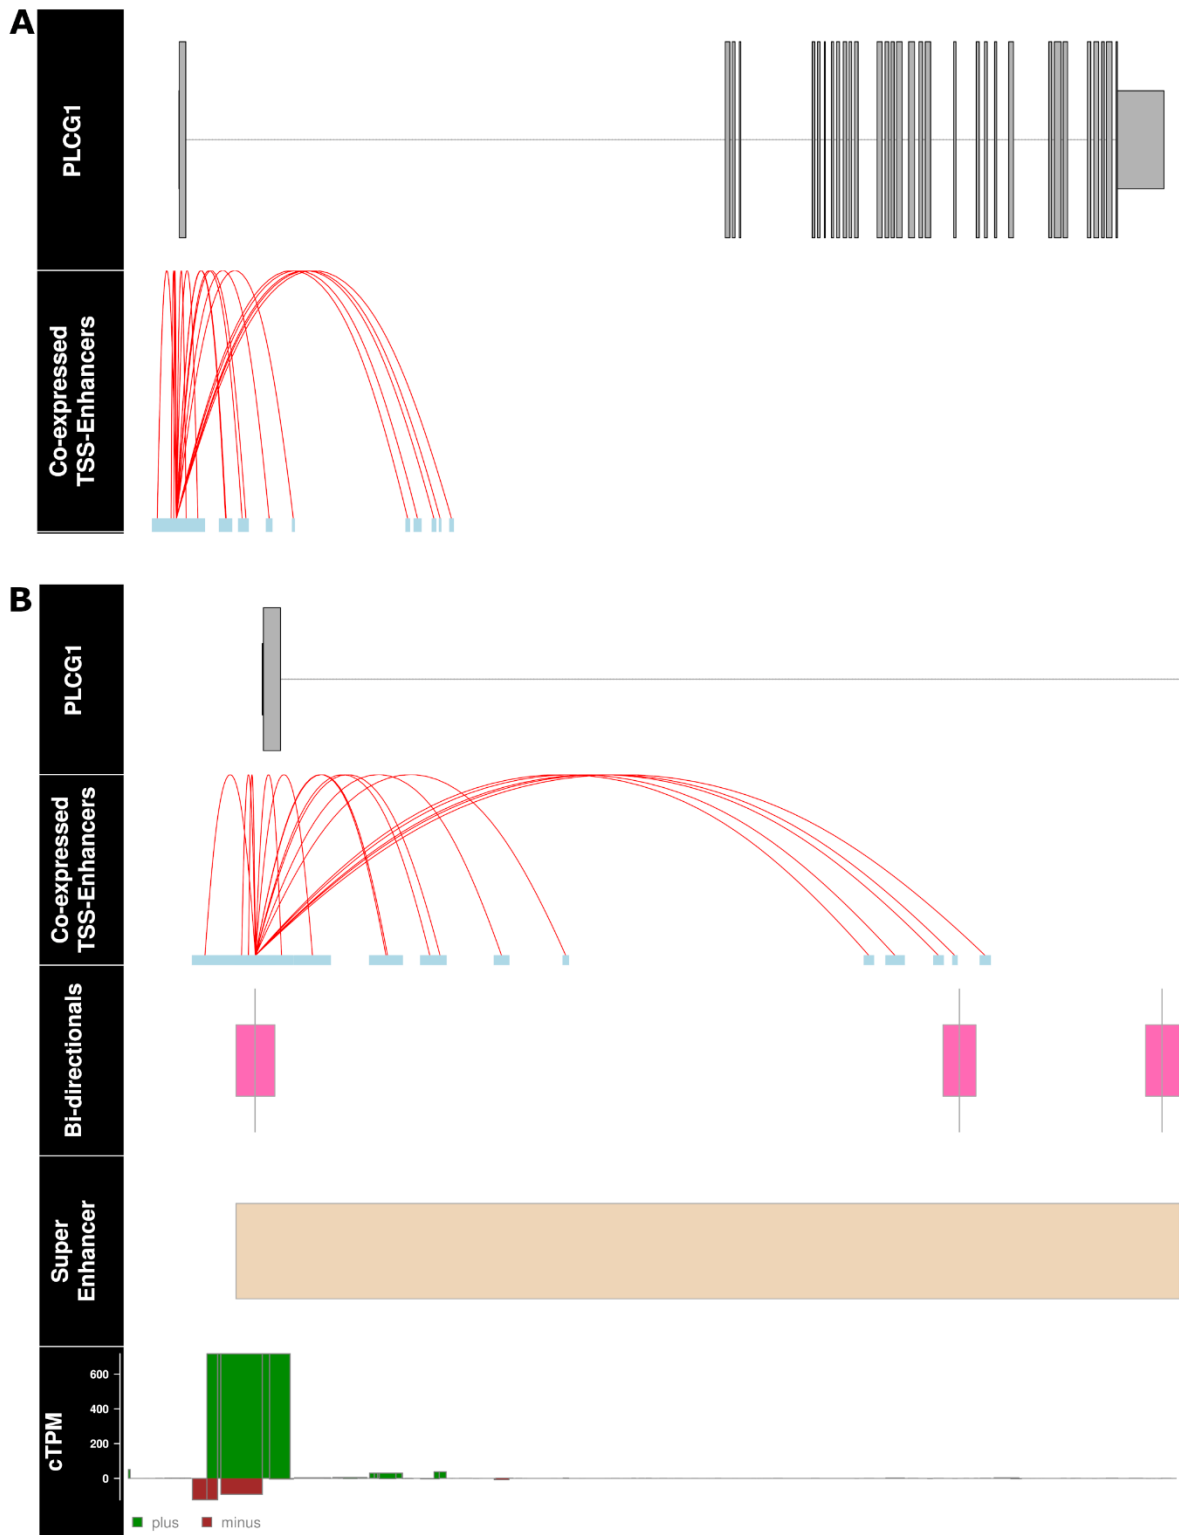 A
PLCG1
Co-expressed
TSS-Enhancers
B
PLCG1
Co-expressed
TSS-Enhancers
Bi-directionals
Super
Enhancer
cTPM
600
400
200
0
plus
minus